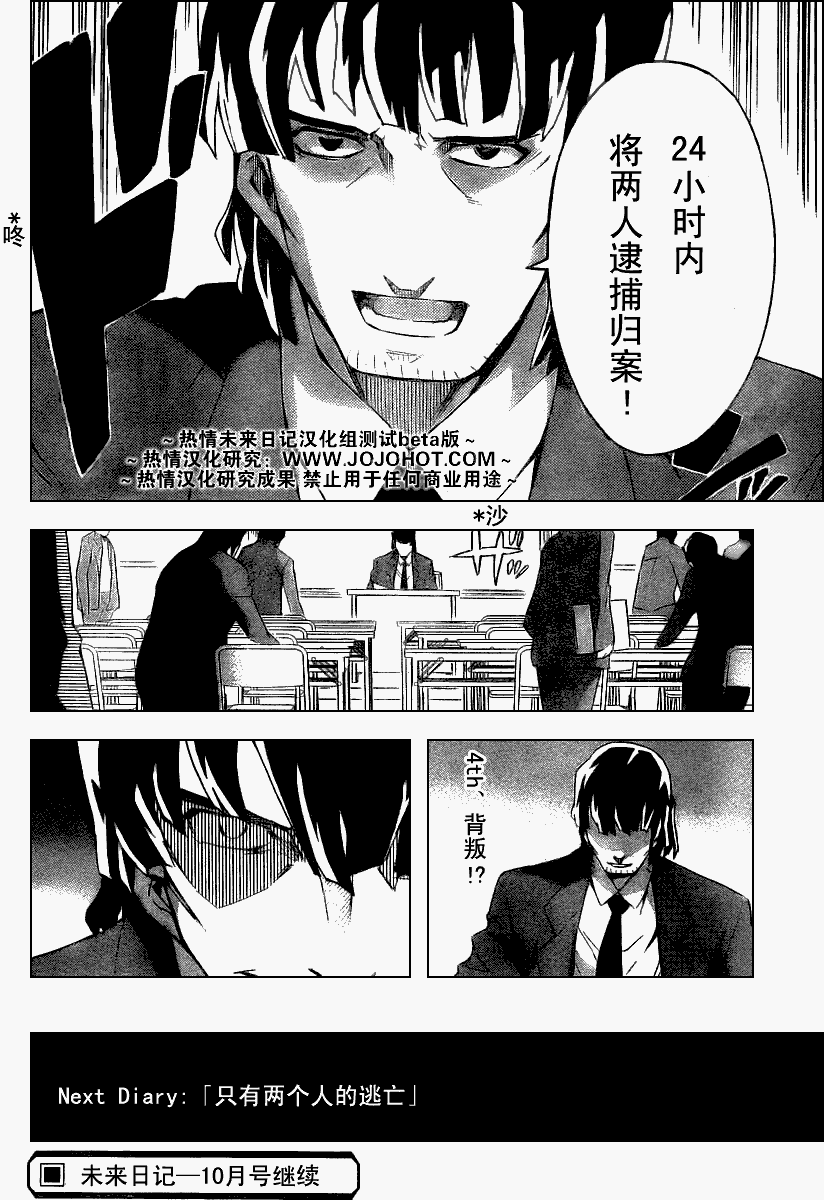 24小时内
将两人逮捕归案！
*咚
~热情未来日记汉化组测试beta版~
~热情汉化研究：WWW.JOJOHOT.COM~
~热情汉化研究成果 禁止用于任何商业用途~
*沙
4th、背叛!?
Next Diary:「只有两个人的逃亡」
未来日记—10月号继续